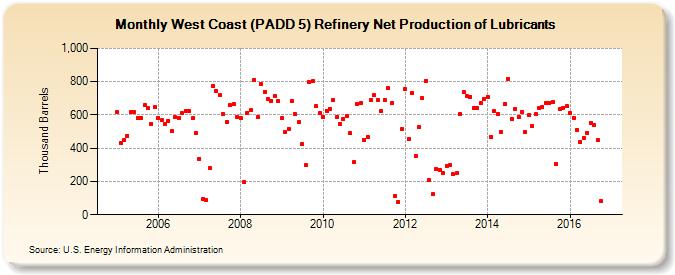 Monthly West Coast (PADD 5) Refinery Net Production of Lubricants
Thousand Barrels
1,000
800
600
400
200
0
2006 2008 2010 2012 2014 2016
Source: U.S. Energy Information Administration